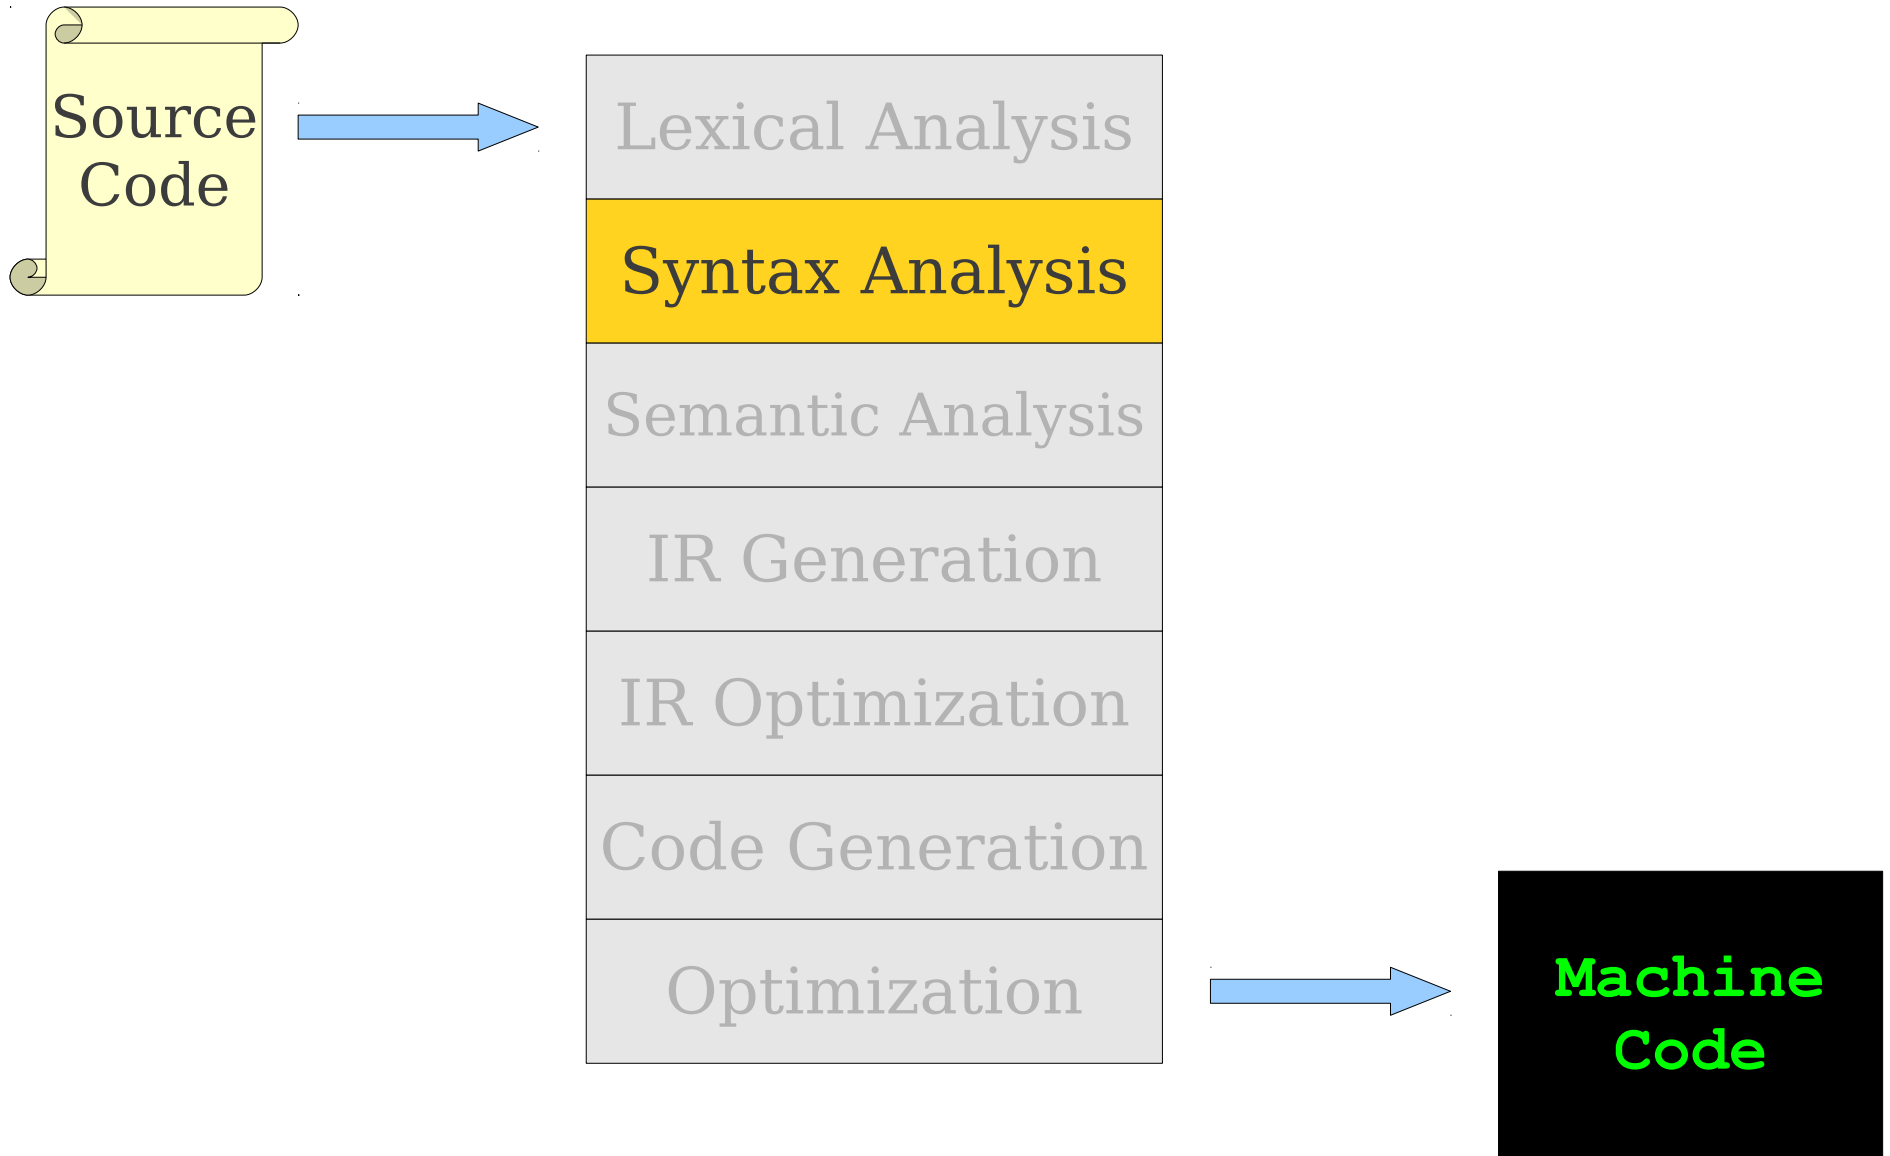 Source
Code
Lexical Analysis
Syntax Analysis
Semantic Analysis
IR Generation
IR Optimization
Code Generation
Optimization
Machine
Code